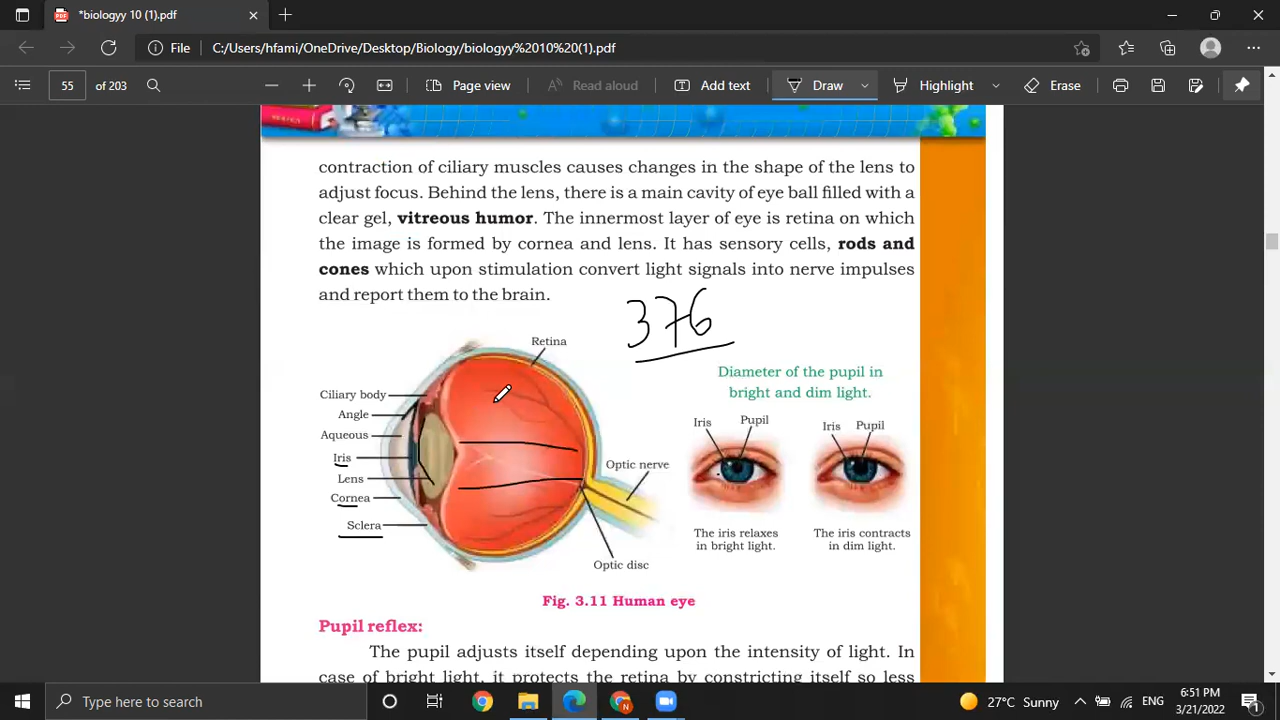 *biologyy 10 (1).pdf
File C:/Users/hfami/OneDrive/Desktop/Biology/biologyy%2010%20(1).pdf
55 of 203 Page view Read aloud Add text Draw Highlight Erase
contraction of ciliary muscles causes changes in the shape of the lens to
adjust focus. Behind the lens, there is a main cavity of eye ball filled with a
clear gel, vitreous humor. The innermost layer of eye is retina on which
the image is formed by cornea and lens. It has sensory cells, rods and
cones which upon stimulation convert light signals into nerve impulses
and report them to the brain.
376
Retina
Ciliary body
Angle
Aqueous
Iris
Lens
Cornea
Sclera
Optic nerve
Optic disc
Diameter of the pupil in
bright and dim light.
Iris Pupil
Iris Pupil
The iris relaxes
in bright light.
The iris contracts
in dim light.
Fig. 3.11 Human eye
Pupil reflex:
The pupil adjusts itself depending upon the intensity of light. In
case of bright light, it protects the retina by constricting itself so less
Type here to search
27°C Sunny
ENG
6:51 PM
3/21/2022